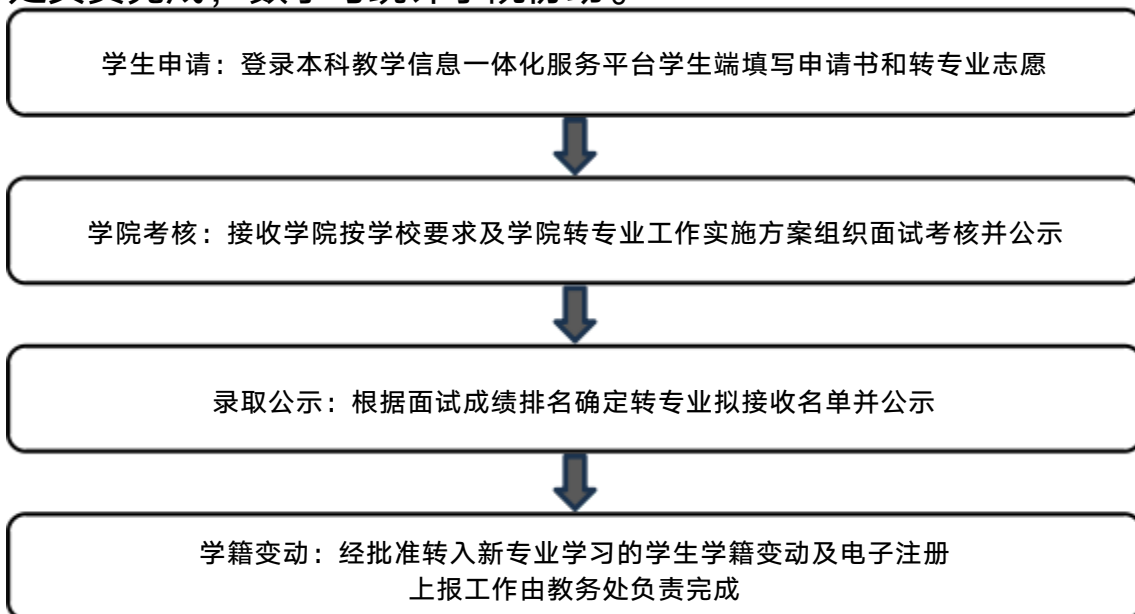 学生申请：登录本科教学信息一体化服务平台学生端填写申请书和转专业志愿
学院考核：接收学院按学校要求及学院转专业工作实施方案组织面试考核并公示
录取公示：根据面试成绩排名确定转专业拟接收名单并公示
学籍变动：经批准转入新专业学习的学生学籍变动及电子注册
上报工作由教务处负责完成